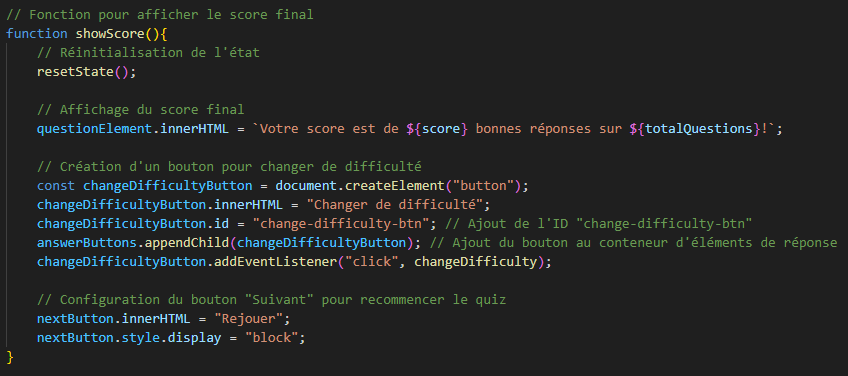 // Fonction pour afficher le score final
function showScore(){
    // Réinitialisation de l'état
    resetState();

    // Affichage du score final
    questionElement.innerHTML = `Votre score est de ${score} bonnes réponses sur ${totalQuestions}!`;

    // Création d'un bouton pour changer de difficulté
    const changeDifficultyButton = document.createElement("button");
    changeDifficultyButton.innerHTML = "Changer de difficulté";
    changeDifficultyButton.id = "change-difficulty-btn"; // Ajout de l'ID "change-difficulty-btn"
    answerButtons.appendChild(changeDifficultyButton); // Ajout du bouton au conteneur d'éléments de réponse
    changeDifficultyButton.addEventListener("click", changeDifficulty);

    // Configuration du bouton "Suivant" pour recommencer le quiz
    nextButton.innerHTML = "Rejouer";
    nextButton.style.display = "block";
}